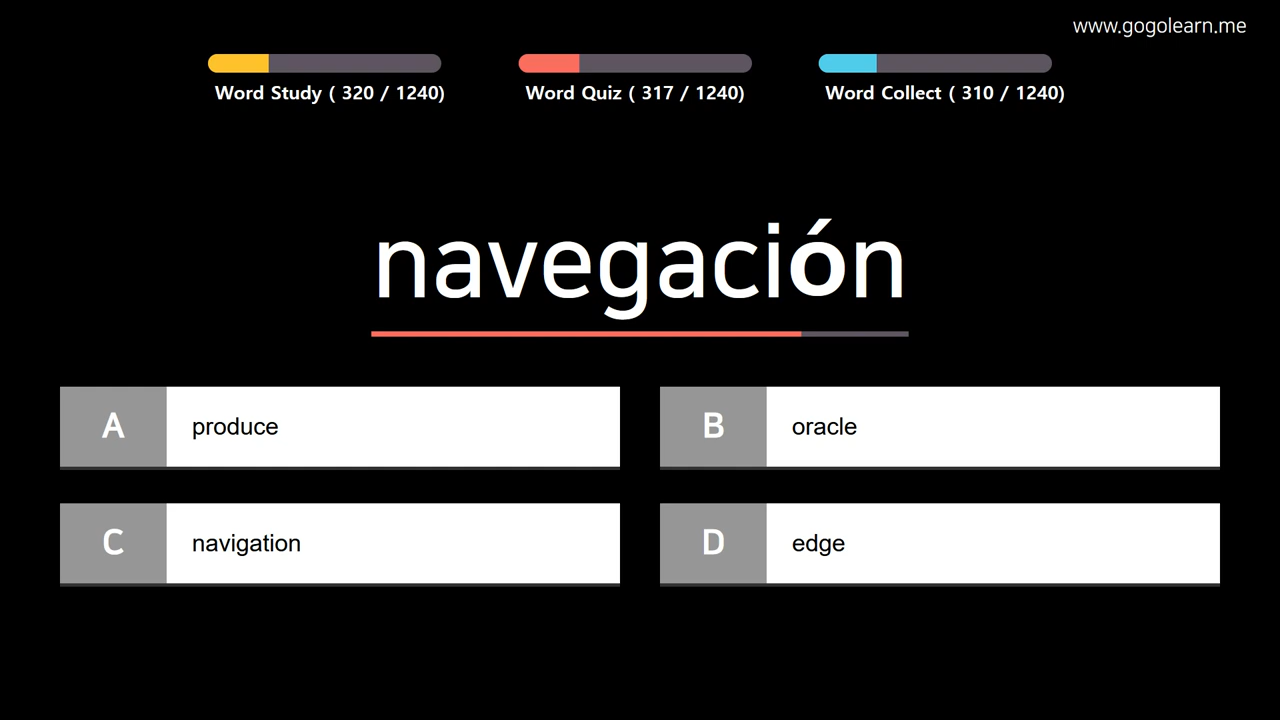 www.gogolearn.me
Word Study ( 320 / 1240)
Word Quiz ( 317 / 1240)
Word Collect ( 310 / 1240)
navegación
A
produce
B
oracle
C
navigation
D
edge